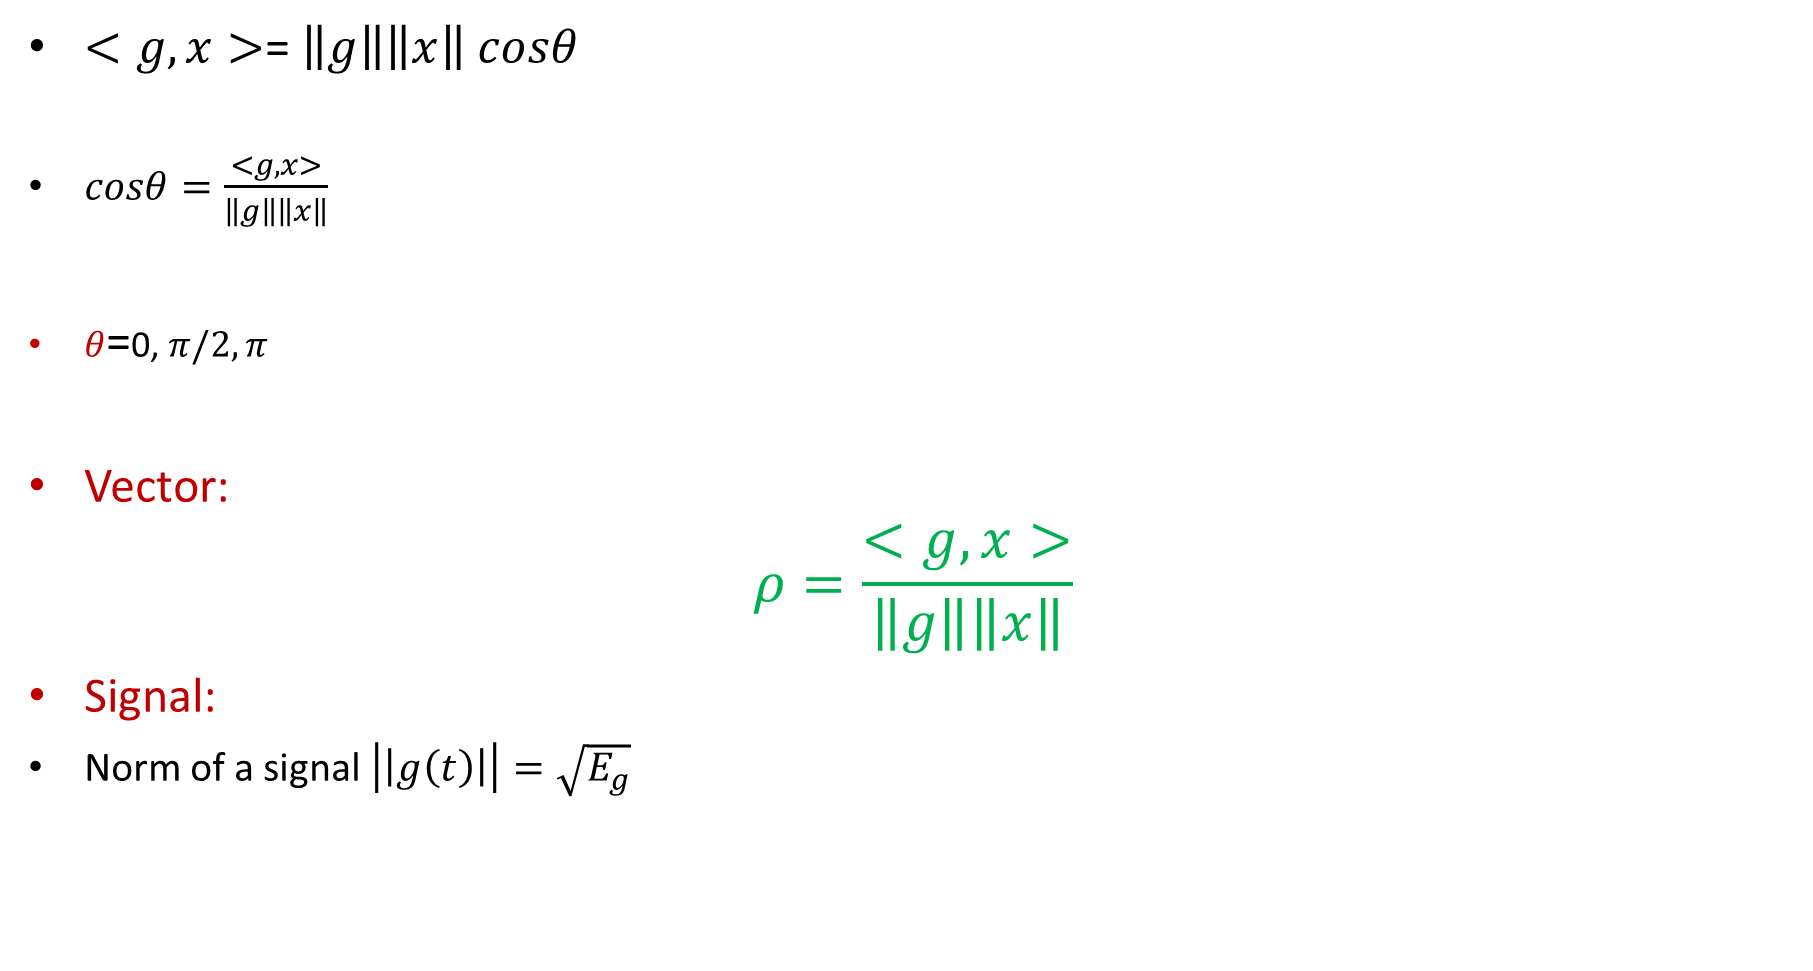 • < g, x >= ‖g‖‖x‖ cosθ
• cosθ = <g,x> / ‖g‖‖x‖
• θ=0, π/2, π
• Vector:
ρ = < g, x > / ‖g‖‖x‖
• Signal:
• Norm of a signal ||g(t)|| = √E_g